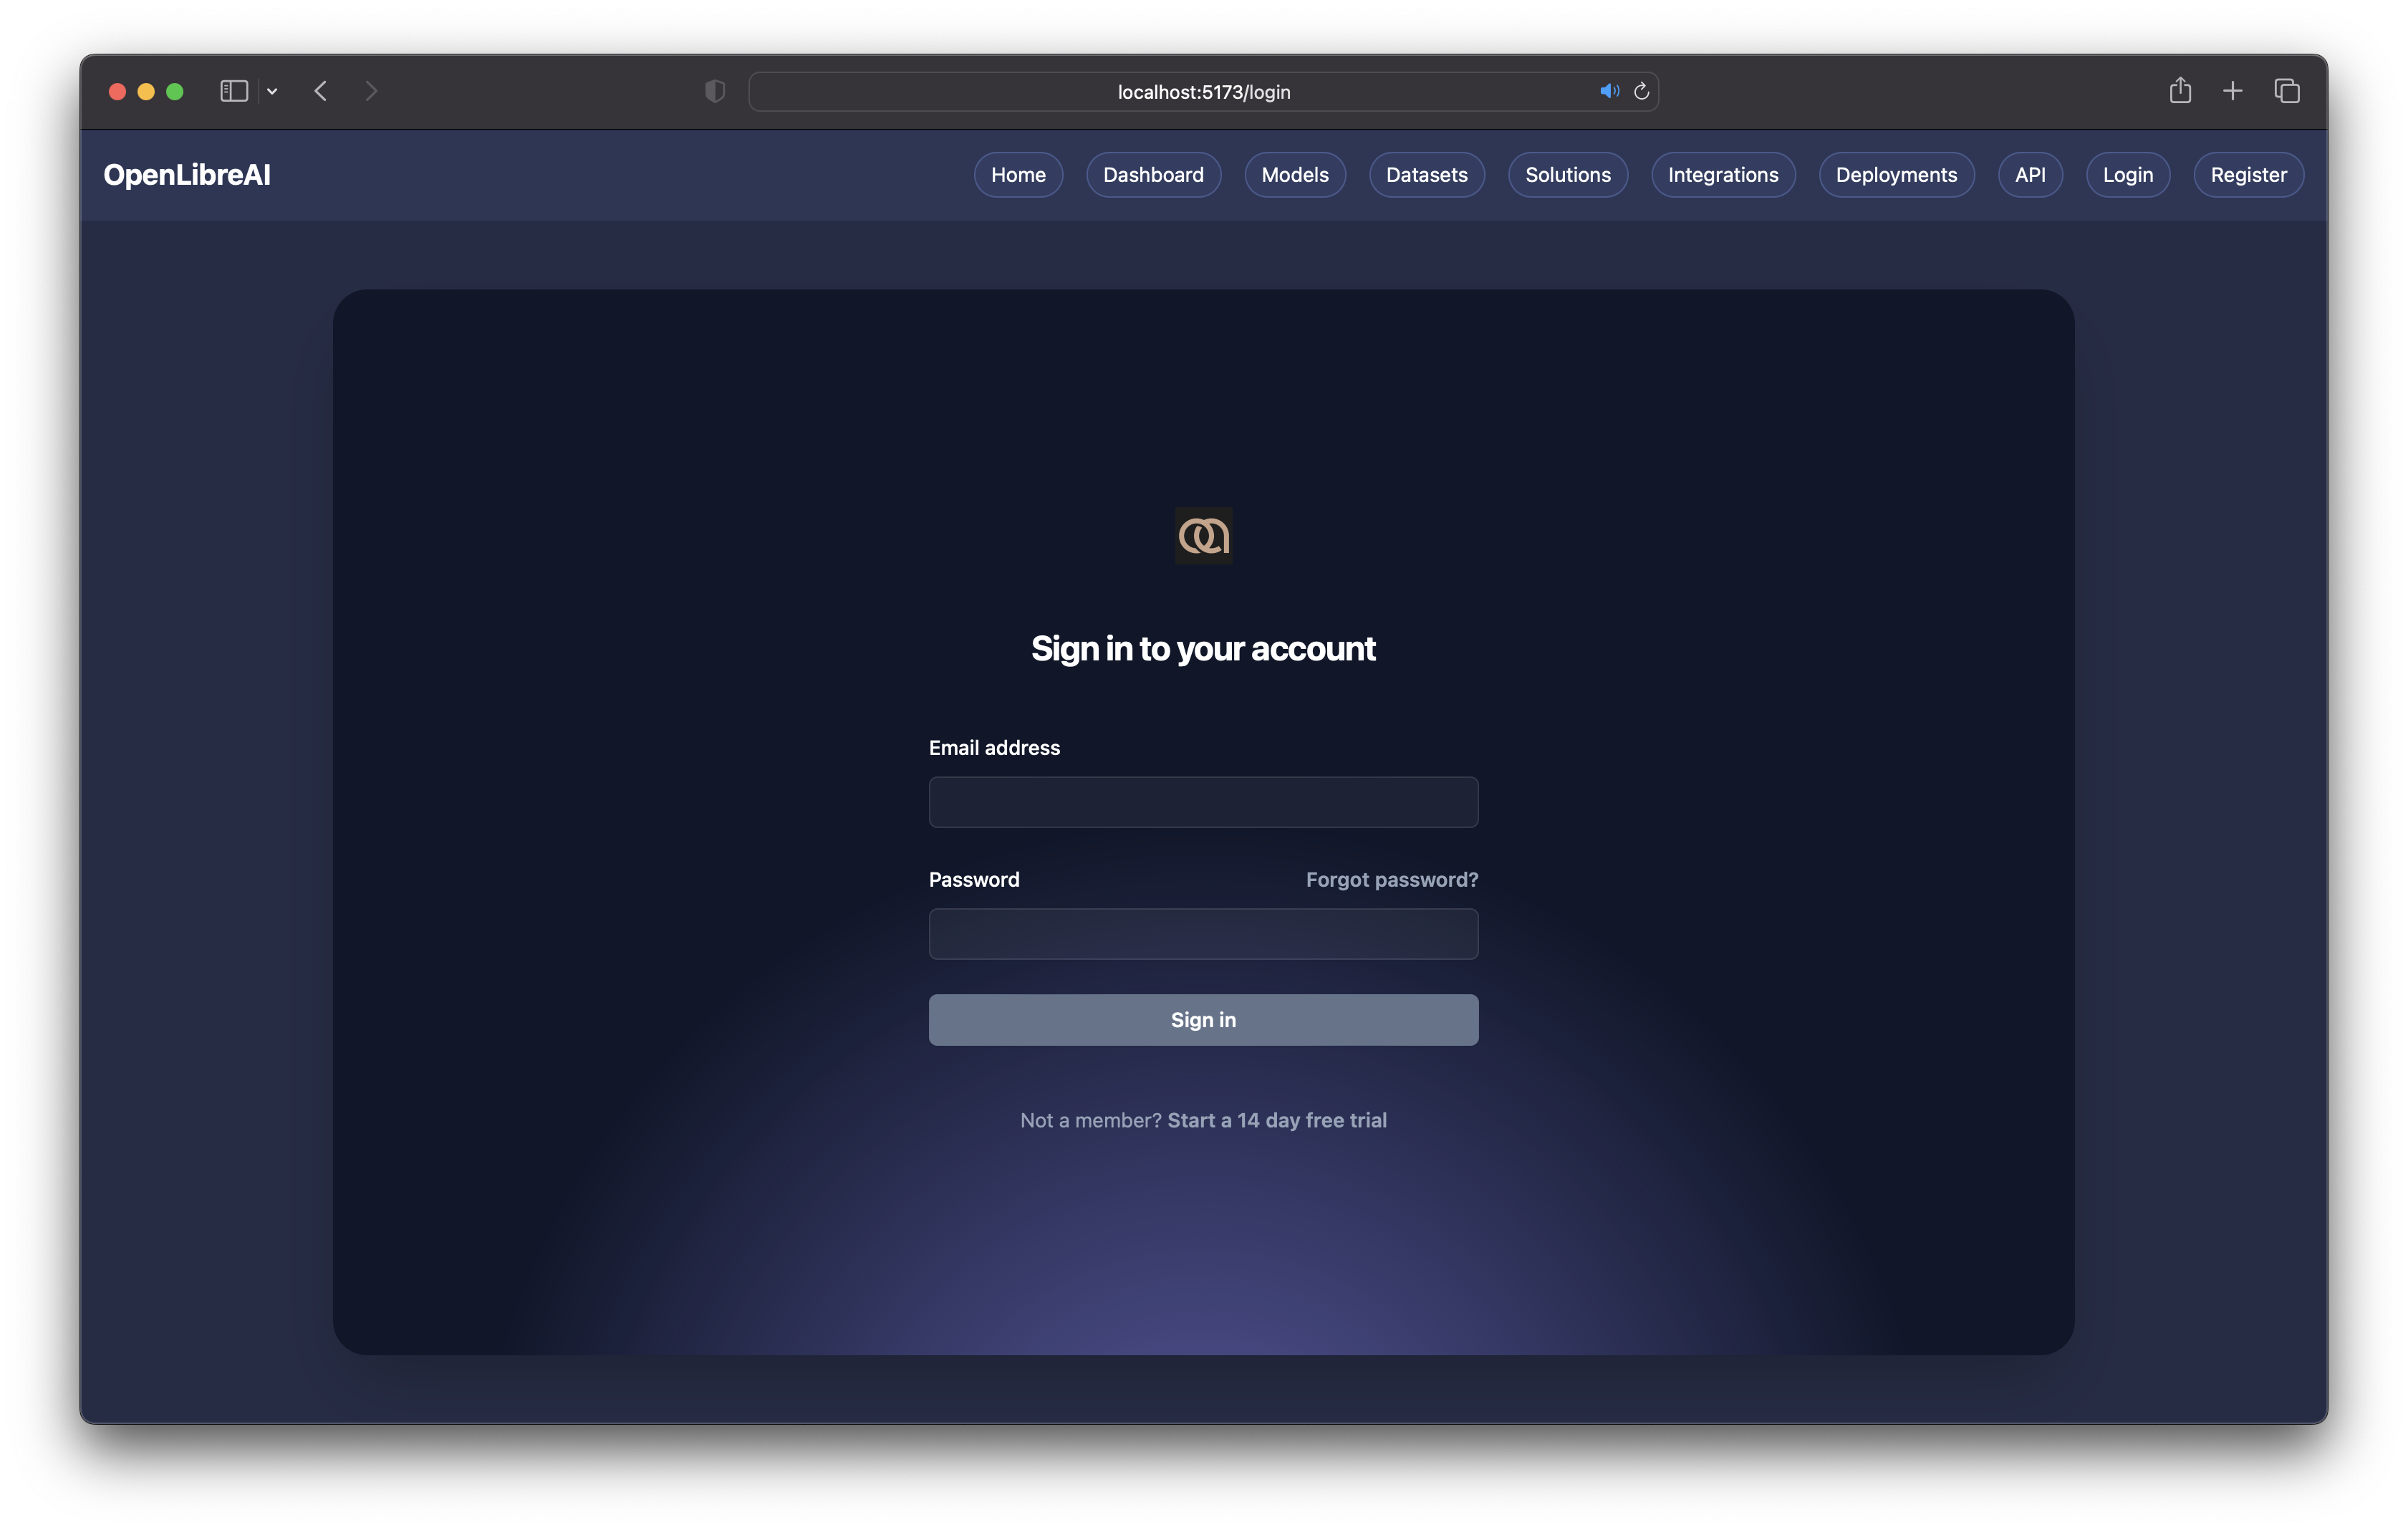 localhost:5173/login
OpenLibreAI
Home Dashboard Models Datasets Solutions Integrations Deployments API Login Register
oa
Sign in to your account
Email address
Password Forgot password?
Sign in
Not a member? Start a 14 day free trial